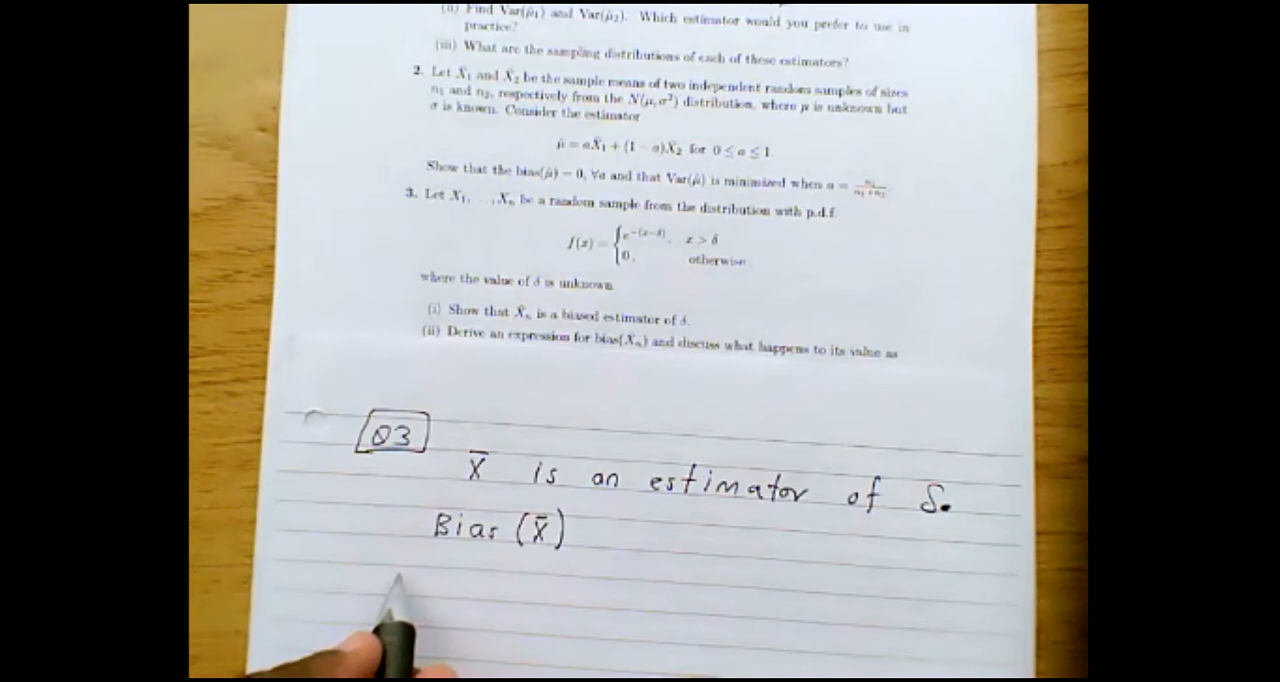 (ii) Find Var(μ̂₁) and Var(μ̂₂). Which estimator would you prefer to use in
practice?
(iii) What are the sampling distributions of each of these estimators?
2. Let X̄₁ and X̄₂ be the sample means of two independent random samples of sizes
n₁ and n₂, respectively from the N(μ, σ²) distribution, where μ is unknown but
σ is known. Consider the estimator
μ̂ = aX̄₁ + (1 − a)X̄₂ for 0 ≤ a ≤ 1.
Show that the bias(μ̂) = 0, ∀a and that Var(μ̂) is minimised when a = n₁/(n₁+n₂).
3. Let X₁, . . . , Xₙ be a random sample from the distribution with p.d.f.
f(x) = { e^{−(x−δ)}, x > δ
0, otherwise
where the value of δ is unknown.
(i) Show that X̄ₙ is a biased estimator of δ.
(ii) Derive an expression for bias(X̄ₙ) and discuss what happens to its value as
Q3
X̄ is an estimator of δ.
Bias (X̄)